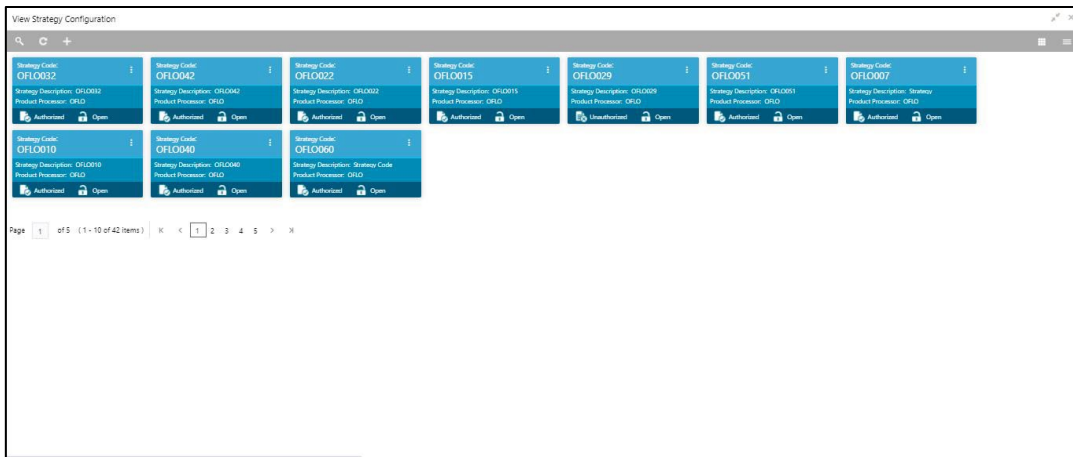 View Strategy Configuration
Strategy Code:
OFLO032
Strategy Description: OFLO032
Product Processor: OFLO
Authorized Open
Strategy Code:
OFLO042
Strategy Description: OFLO042
Product Processor: OFLO
Authorized Open
Strategy Code:
OFLO022
Strategy Description: OFLO022
Product Processor: OFLO
Authorized Open
Strategy Code:
OFLO015
Strategy Description: OFLO015
Product Processor: OFLO
Authorized Open
Strategy Code:
OFLO029
Strategy Description: OFLO029
Product Processor: OFLO
Unauthorized Open
Strategy Code:
OFLO051
Strategy Description: OFLO051
Product Processor: OFLO
Authorized Open
Strategy Code:
OFLO007
Strategy Description: Strategy
Product Processor: OFLO
Authorized Open
Strategy Code:
OFLO010
Strategy Description: OFLO010
Product Processor: OFLO
Authorized Open
Strategy Code:
OFLO040
Strategy Description: OFLO040
Product Processor: OFLO
Authorized Open
Strategy Code:
OFLO060
Strategy Description: Strategy Code
Product Processor: OFLO
Authorized Open
Page 1 of 5 (1 - 10 of 42 items) 1 2 3 4 5